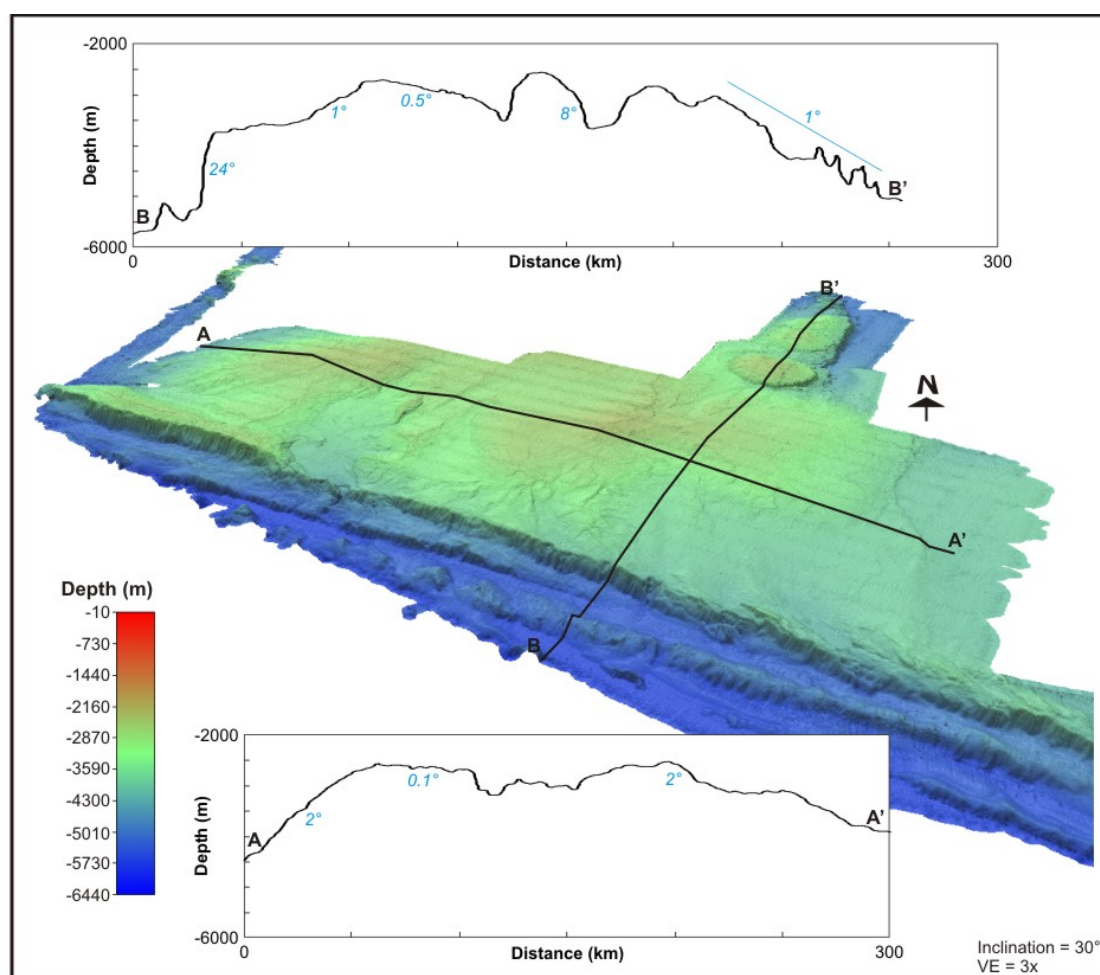 -2000
Depth (m)
-6000
0.5°
1°
8°
1°
24°
B
B'
0
Distance (km)
300
B'
A
N
A'
B
Depth (m)
-10
-730
-1440
-2160
-2870
-3590
-4300
-5010
-5730
-6440
-2000
Depth (m)
-6000
0.1°
2°
2°
A
A'
0
Distance (km)
300
Inclination = 30°
VE = 3x